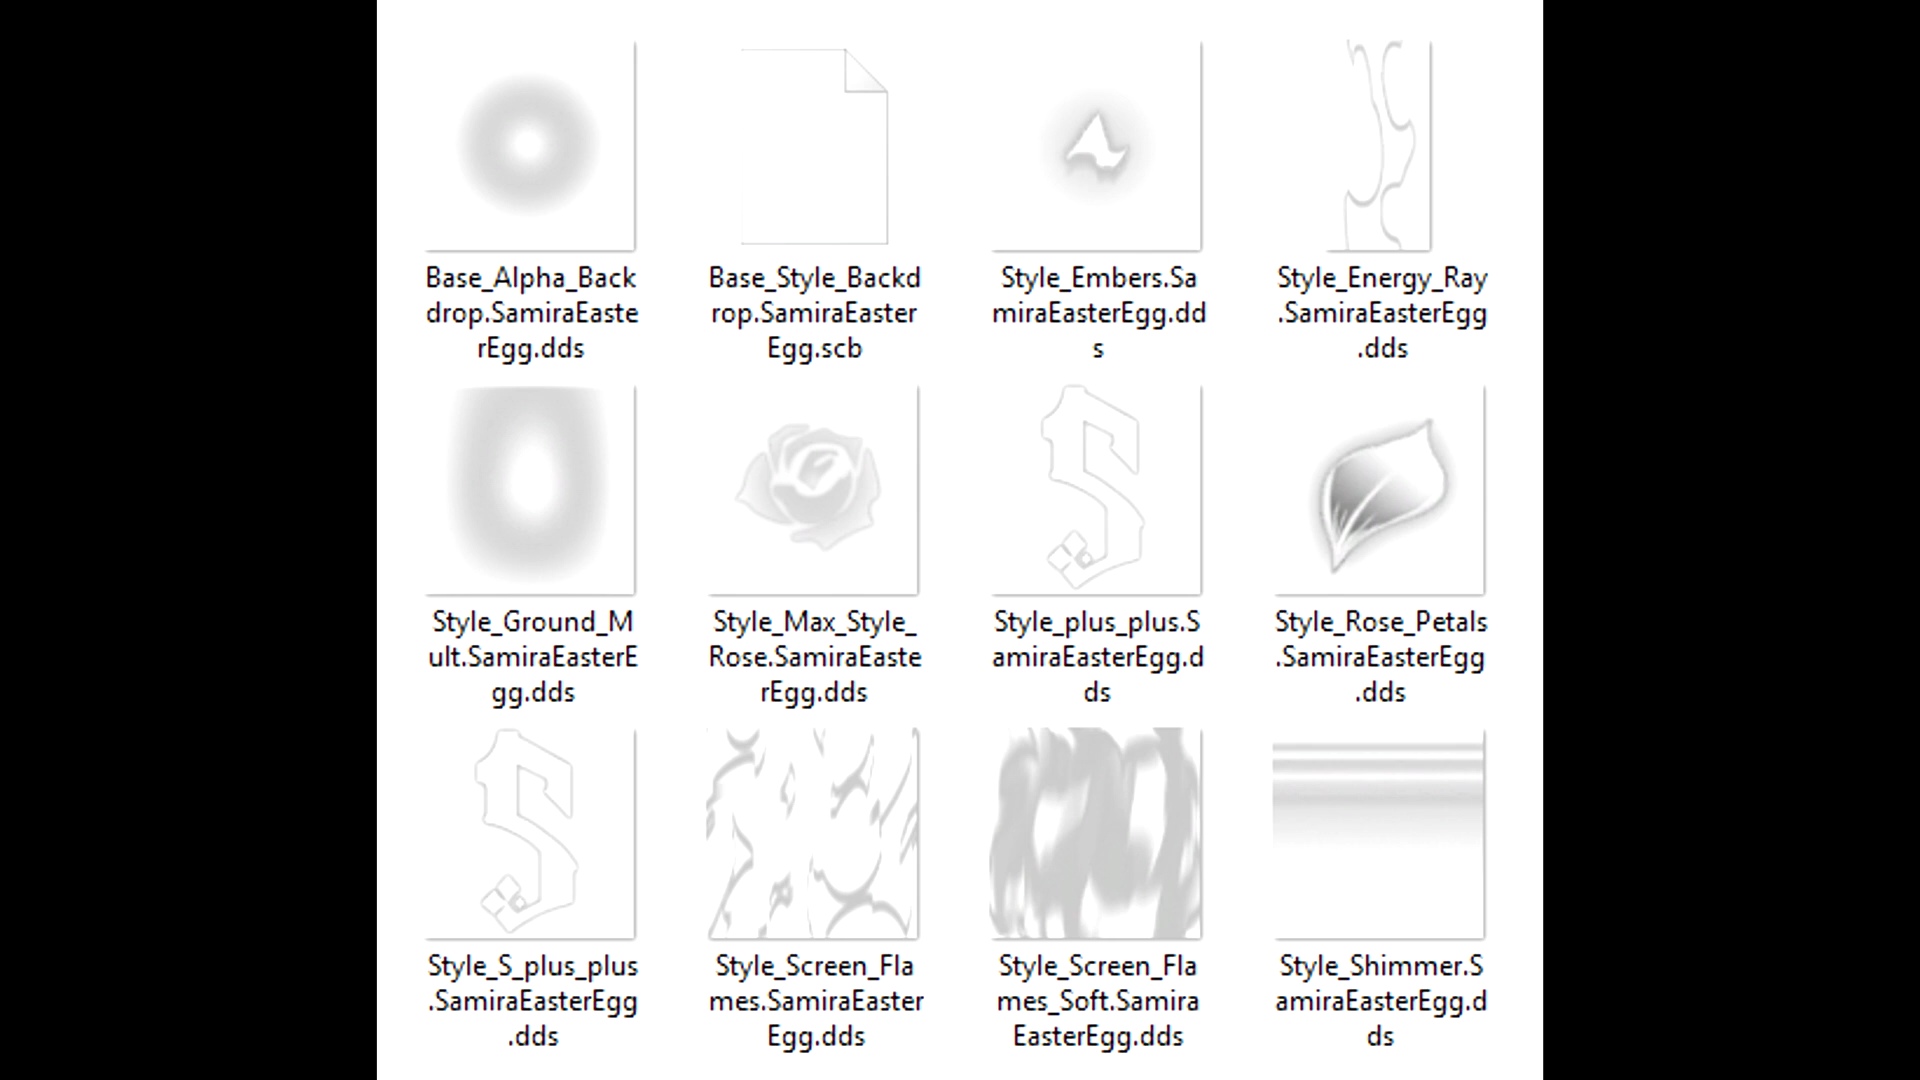 Base_Alpha_Back
drop.SamiraEaste
rEgg.dds
Base_Style_Backd
rop.SamiraEaster
Egg.scb
Style_Embers.Sa
miraEasterEgg.dd
s
Style_Energy_Ray
.SamiraEasterEgg
.dds
Style_Ground_M
ult.SamiraEasterE
gg.dds
Style_Max_Style_
Rose.SamiraEaste
rEgg.dds
Style_plus_plus.S
amiraEasterEgg.d
ds
Style_Rose_Petals
.SamiraEasterEgg
.dds
Style_S_plus_plus
.SamiraEasterEgg
.dds
Style_Screen_Fla
mes.SamiraEaster
Egg.dds
Style_Screen_Fla
mes_Soft.Samira
EasterEgg.dds
Style_Shimmer.S
amiraEasterEgg.d
ds